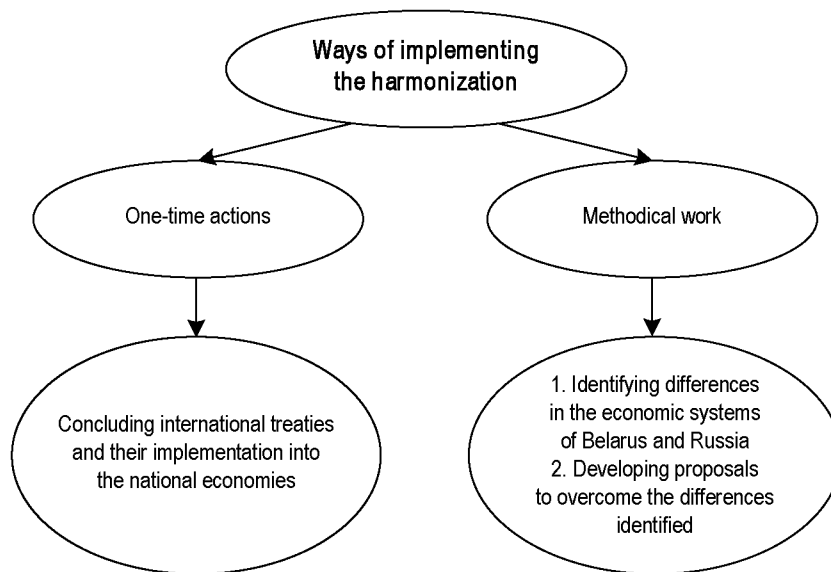 Ways of implementing
the harmonization
One-time actions
Methodical work
Concluding international treaties
and their implementation into
the national economies
1. Identifying differences
in the economic systems
of Belarus and Russia
2. Developing proposals
to overcome the differences
identified